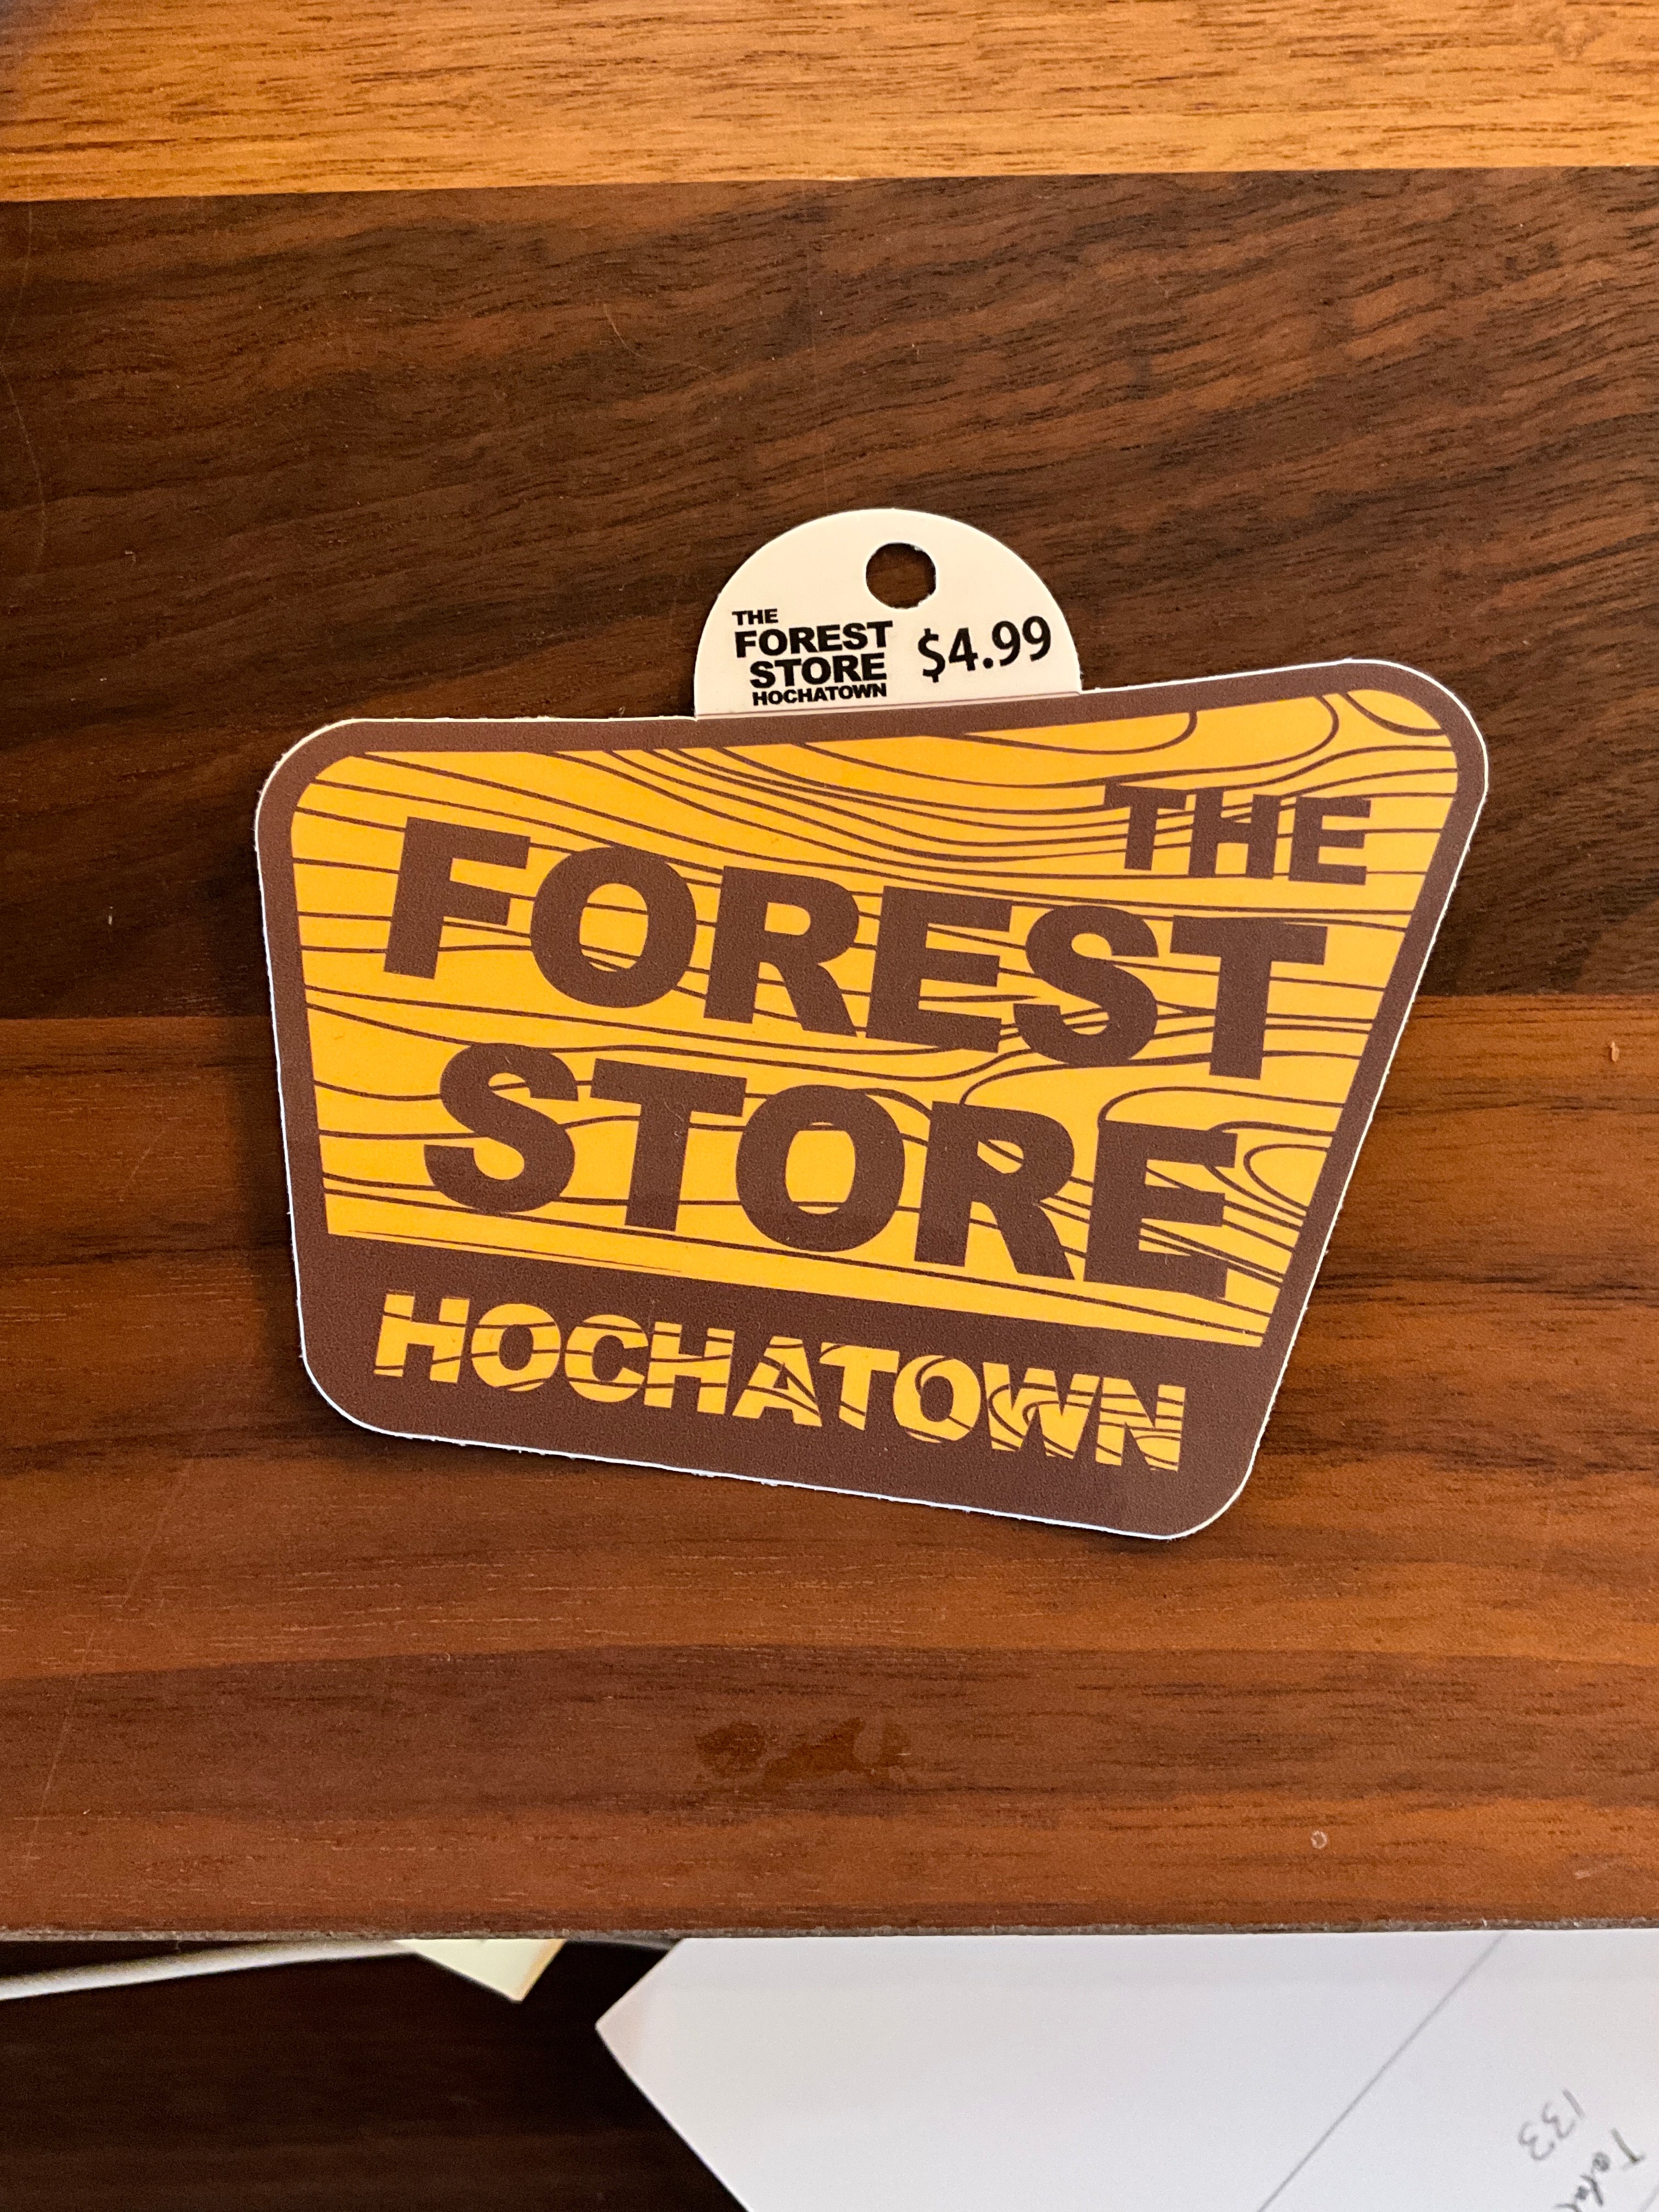 THE
FOREST
STORE
HOCHATOWN
$4.99
THE
FOREST
STORE
HOCHATOWN
133